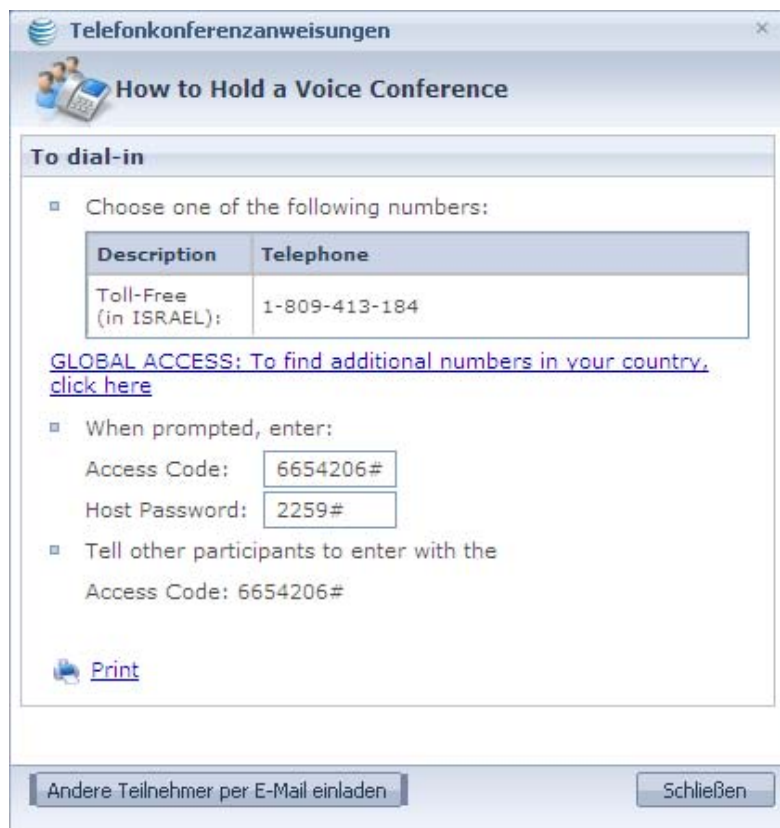 Telefonkonferenzanweisungen
How to Hold a Voice Conference
To dial-in
Choose one of the following numbers:
Description Telephone
Toll-Free
(in ISRAEL): 1-809-413-184
GLOBAL ACCESS: To find additional numbers in your country,
click here
When prompted, enter:
Access Code: 6654206#
Host Password: 2259#
Tell other participants to enter with the
Access Code: 6654206#
Print
Andere Teilnehmer per E-Mail einladen Schließen